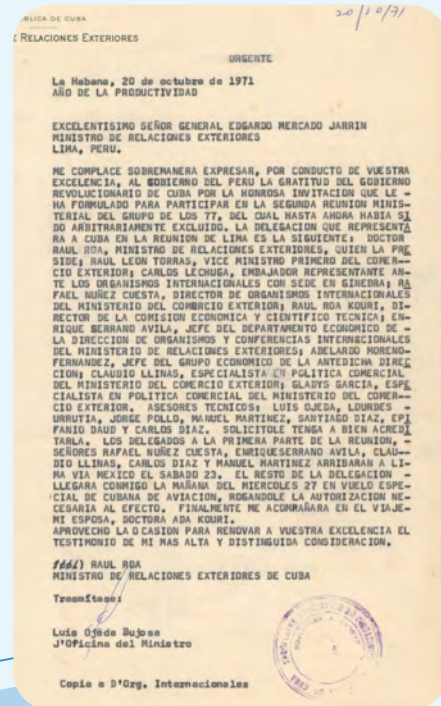 20/10/71
BLICA DE CUBA
E RELACIONES EXTERIORES
URGENTE
La Habana, 20 de octubre de 1971
AÑO DE LA PRODUCTIVIDAD
EXCELENTISIMO SEÑOR GENERAL EDGARDO MERCADO JARRIN
MINISTRO DE RELACIONES EXTERIORES
LIMA, PERU.
ME COMPLACE SOBREMANERA EXPRESAR, POR CONDUCTO DE VUESTRA
EXCELENCIA, AL GOBIERNO DEL PERU LA GRATITUD DEL GOBIERNO
REVOLUCIONARIO DE CUBA POR LA HONROSA INVITACION QUE LE -
HA FORMULADO PARA PARTICIPAR EN LA SEGUNDA REUNION MINIS-
TERIAL DEL GRUPO DE LOS 77, DEL CUAL HASTA AHORA HABIA SI
DO ARBITRARIAMENTE EXCLUIDO. LA DELEGACION QUE REPRESENTA
RA A CUBA EN LA REUNION DE LIMA ES LA SIGUIENTE: DOCTOR
RAUL ROA, MINISTRO DE RELACIONES EXTERIORES, QUIEN LA PRE
SIDE; RAUL LEON TORRAS, VICE MINISTRO PRIMERO DEL COMER--
CIO EXTERIOR; CARLOS LECHUGA, EMBAJADOR REPRESENTANTE AN-
TE LOS ORGANISMOS INTERNACIONALES CON SEDE EN GINEBRA; RA
FAEL NUÑEZ CUESTA, DIRECTOR DE ORGANISMOS INTERNACIONALES
DEL MINISTERIO DEL COMERCIO EXTERIOR; RAUL ROA KOURI, DI-
RECTOR DE LA COMISION ECONOMICA Y CIENTIFICO TECNICA; EN-
RIQUE SERRANO AVILA, JEFE DEL DEPARTAMENTO ECONOMICO DE -
LA DIRECCION DE ORGANISMOS Y CONFERENCIAS INTERNACIONALES
DEL MINISTERIO DE RELACIONES EXTERIORES; ABELARDO MORENO-
FERNANDEZ, JEFE DEL GRUPO ECONOMICO DE LA ANTEDICHA DIREC
CION; CLAUDIO LLINAS, ESPECIALISTA EN POLITICA COMERCIAL
DEL MINISTERIO DEL COMERCIO EXTERIOR; GLADYS GARCIA, ESPE
CIALISTA EN POLITICA COMERCIAL DEL MINISTERIO DEL COMER--
CIO EXTERIOR. ASESORES TECNICOS: LUIS OJEDA, LOURDES -
URRUTIA, JORGE POLLO, MANUEL MARTINEZ, SANTIAGO DIAZ, EPI
FANIO DAUD Y CARLOS DIAZ. SOLICITOLE TENGA A BIEN ACREDI
TARLA. LOS DELEGADOS A LA PRIMERA PARTE DE LA REUNION, -
SEÑORES RAFAEL NUÑEZ CUESTA, ENRIQUESERRANO AVILA, CLAU--
DIO LLINAS, CARLOS DIAZ Y MANUEL MARTINEZ ARRIBARAN A LI-
MA VIA MEXICO EL SABADO 23. EL RESTO DE LA DELEGACION -
LLEGARA CONMIGO LA MAÑANA DEL MIERCOLES 27 EN VUELO ESPE-
CIAL DE CUBANA DE AVIACION, ROGANDOLE LA AUTORIZACION NE-
CESARIA AL EFECTO. FINALMENTE ME ACOMPAÑARA EN EL VIAJE-
MI ESPOSA, DOCTORA ADA KOURI.
APROVECHO LA OCASION PARA RENOVAR A VUESTRA EXCELENCIA EL
TESTIMONIO DE MI MAS ALTA Y DISTINGUIDA CONSIDERACION.
RAUL ROA
MINISTRO DE RELACIONES EXTERIORES DE CUBA
Trasmítase:
Luis Ojeda Bujosa
J'Oficina del Ministro
Copia a D'Org. Internacionales